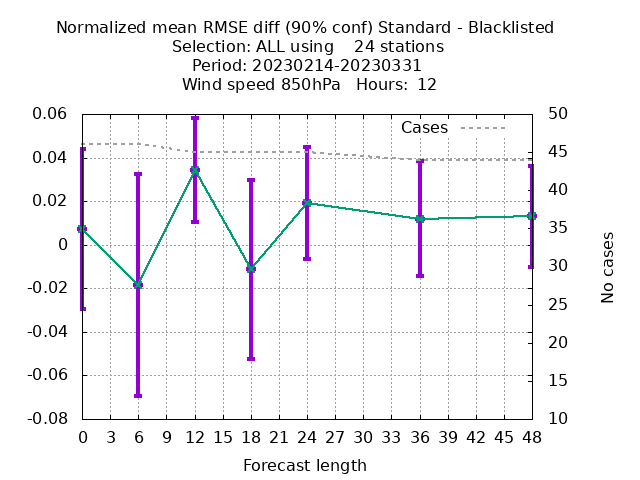 Normalized mean RMSE diff (90% conf) Standard - Blacklisted
Selection: ALL using    24 stations
Period: 20230214-20230331
Wind speed 850hPa   Hours:  12
Cases
0.06
0.04
0.02
0
-0.02
-0.04
-0.06
-0.08
50
45
40
35
30
25
20
15
10
No cases
0 3 6 9 12 15 18 21 24 27 30 33 36 39 42 45 48
Forecast length